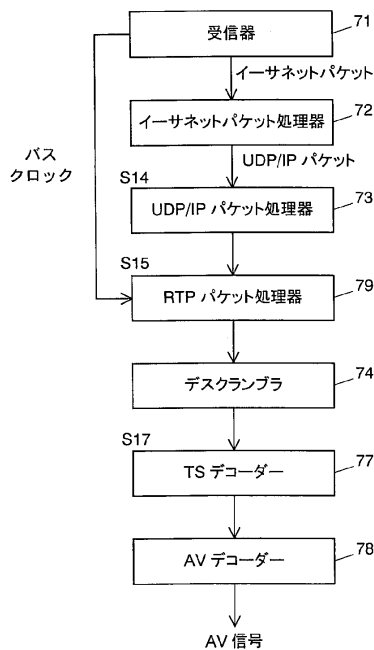 受信器
71
イーサネットパケット
イーサネットパケット処理器
72
バス
クロック
UDP/IP パケット
S14
UDP/IP パケット処理器
73
S15
RTP パケット処理器
79
デスクランブラ
74
S17
TS デコーダー
77
AV デコーダー
78
AV 信号